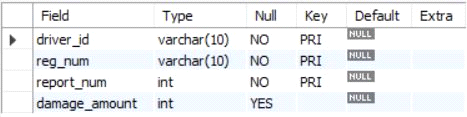 Field Type Null Key Default Extra
driver_id varchar(10) NO PRI NULL
reg_num varchar(10) NO PRI NULL
report_num int NO PRI NULL
damage_amount int YES NULL